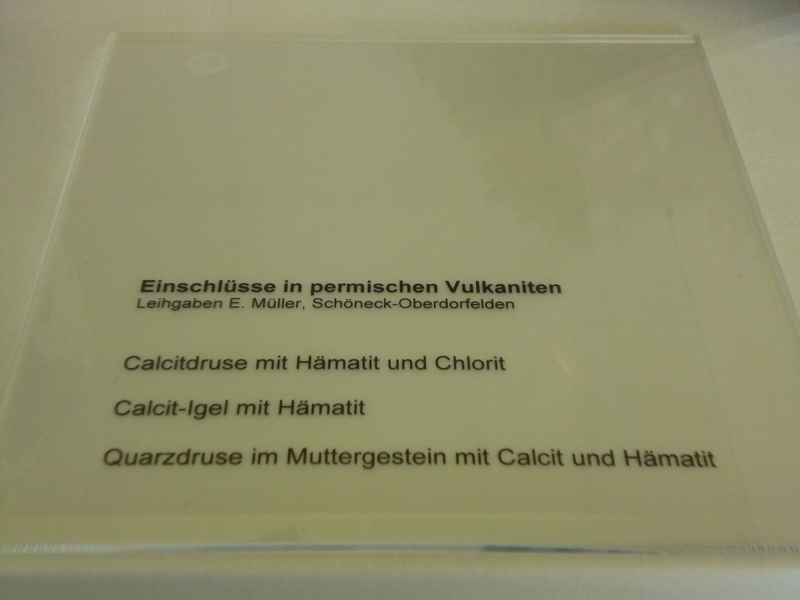 Einschlüsse in permischen Vulkaniten
Leihgaben E. Müller, Schöneck-Oberdorfelden
Calcitdruse mit Hämatit und Chlorit
Calcit-Igel mit Hämatit
Quarzdruse im Muttergestein mit Calcit und Hämatit